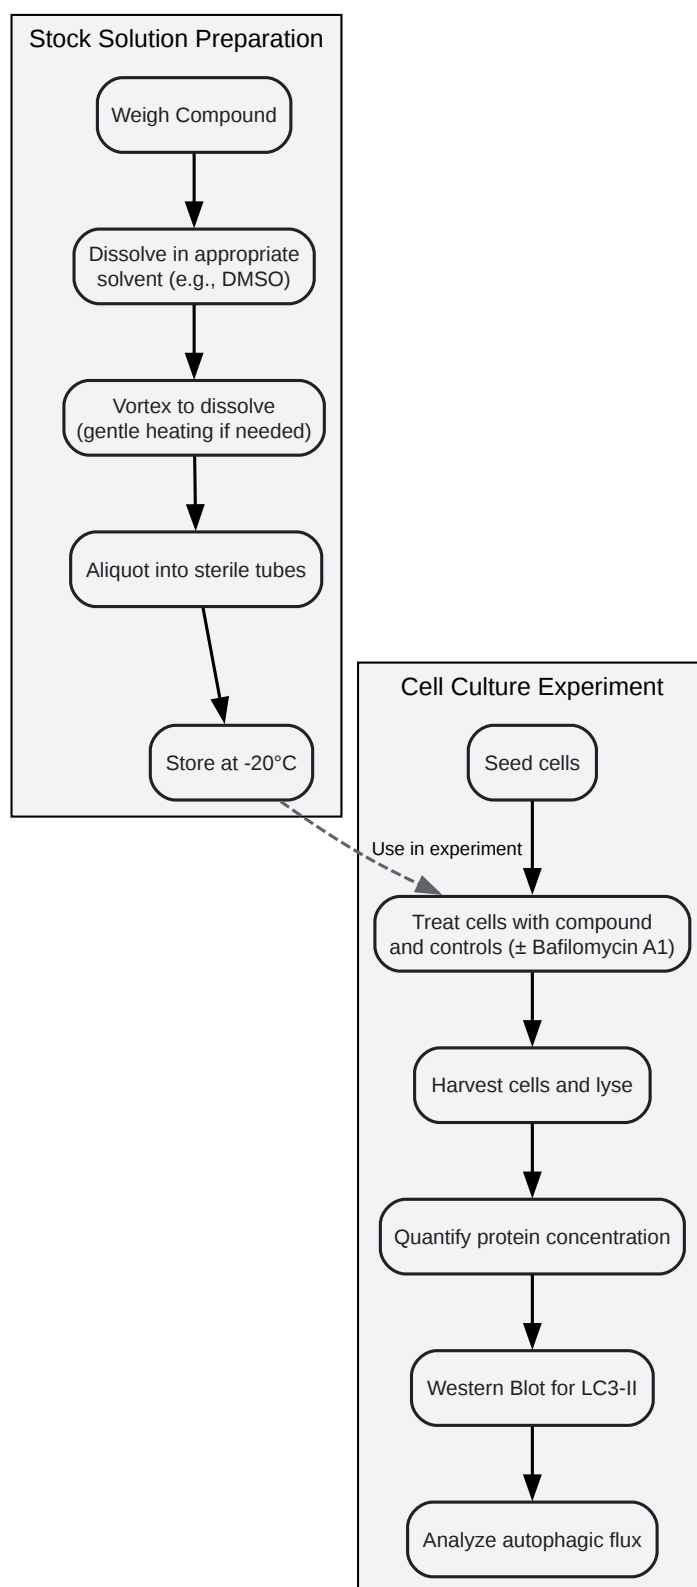 Stock Solution Preparation
Weigh Compound
Dissolve in appropriate
solvent (e.g., DMSO)
Vortex to dissolve
(gentle heating if needed)
Aliquot into sterile tubes
Store at -20°C
Cell Culture Experiment
Seed cells
Use in experiment
Treat cells with compound
and controls (± Bafilomycin A1)
Harvest cells and lyse
Quantify protein concentration
Western Blot for LC3-II
Analyze autophagic flux